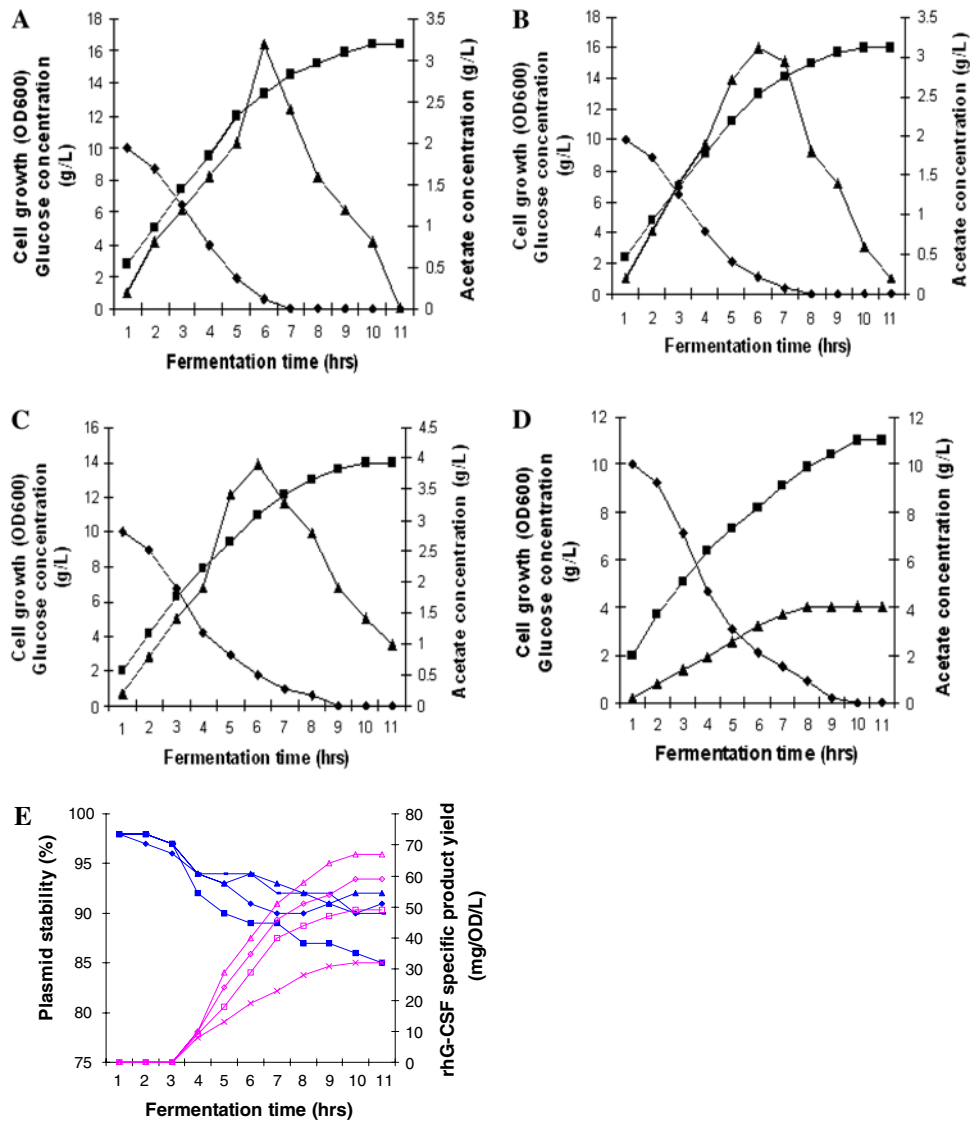 A
18
16
14
12
10
8
6
4
2
0
3.5
3
2.5
2
1.5
1
0.5
0
1 2 3 4 5 6 7 8 9 10 11
Cell growth (OD600)
Glucose concentration
(g/L)
Acetate concentration (g/L)
Fermentation time (hrs)
B
18
16
14
12
10
8
6
4
2
0
3.5
3
2.5
2
1.5
1
0.5
0
1 2 3 4 5 6 7 8 9 10 11
Cell growth (OD600)
Glucose concentration
(g/L)
Acetate concentration (g/L)
Fermentation time (hrs)
C
16
14
12
10
8
6
4
2
0
4.5
4
3.5
3
2.5
2
1.5
1
0.5
0
1 2 3 4 5 6 7 8 9 10 11
Cell growth (OD600)
Glucose concentration
(g/L)
Acetate concentration (g/L)
Fermentation time (hrs)
D
12
10
8
6
4
2
0
12
10
8
6
4
2
0
1 2 3 4 5 6 7 8 9 10 11
Cell growth (OD600)
Glucose concentration
(g/L)
Acetate concentration (g/L)
Fermentation time (hrs)
E
100
95
90
85
80
75
80
70
60
50
40
30
20
10
0
1 2 3 4 5 6 7 8 9 10 11
Plasmid stability (%)
rhG-CSF specific product yield
(mg/OD/L)
Fermentation time (hrs)